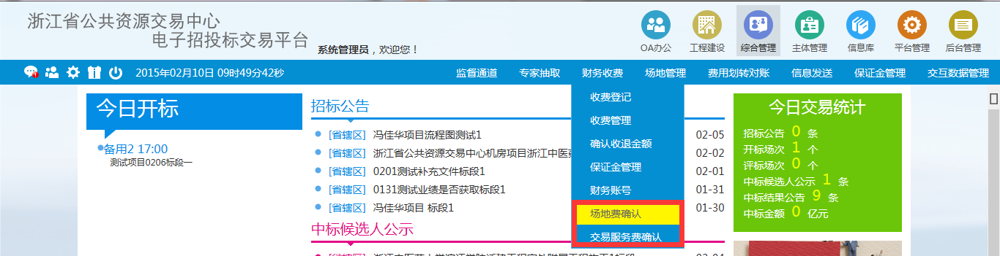 浙江省公共资源交易中心
电子招投标交易平台
系统管理员，欢迎您！
OA办公
工程建设
综合管理
主体管理
信息库
平台管理
后台管理
2015年02月10日 09时49分42秒
监督通道
专家抽取
财务收费
场地管理
费用划转对账
信息发送
保证金管理
交互数据管理
收费登记
收费管理
确认收退金额
保证金管理
财务账号
场地费确认
交易服务费确认
今日开标
备用2 17:00
测试项目0206标段一
招标公告
[省辖区] 冯佳华项目流程图测试1 02-05
[省辖区] 浙江省公共资源交易中心机房项目浙江中医 02-02
[省辖区] 0201测试补充文件标段1 02-01
[省辖区] 0131测试业绩是否获取标段1 01-31
[省辖区] 冯佳华项目 标段1 01-30
中标候选人公示
今日交易统计
招标公告 0 条
开标场次 1 个
评标场次 0 个
中标候选人公示 1 条
中标结果公告 9 条
中标金额 0 亿元